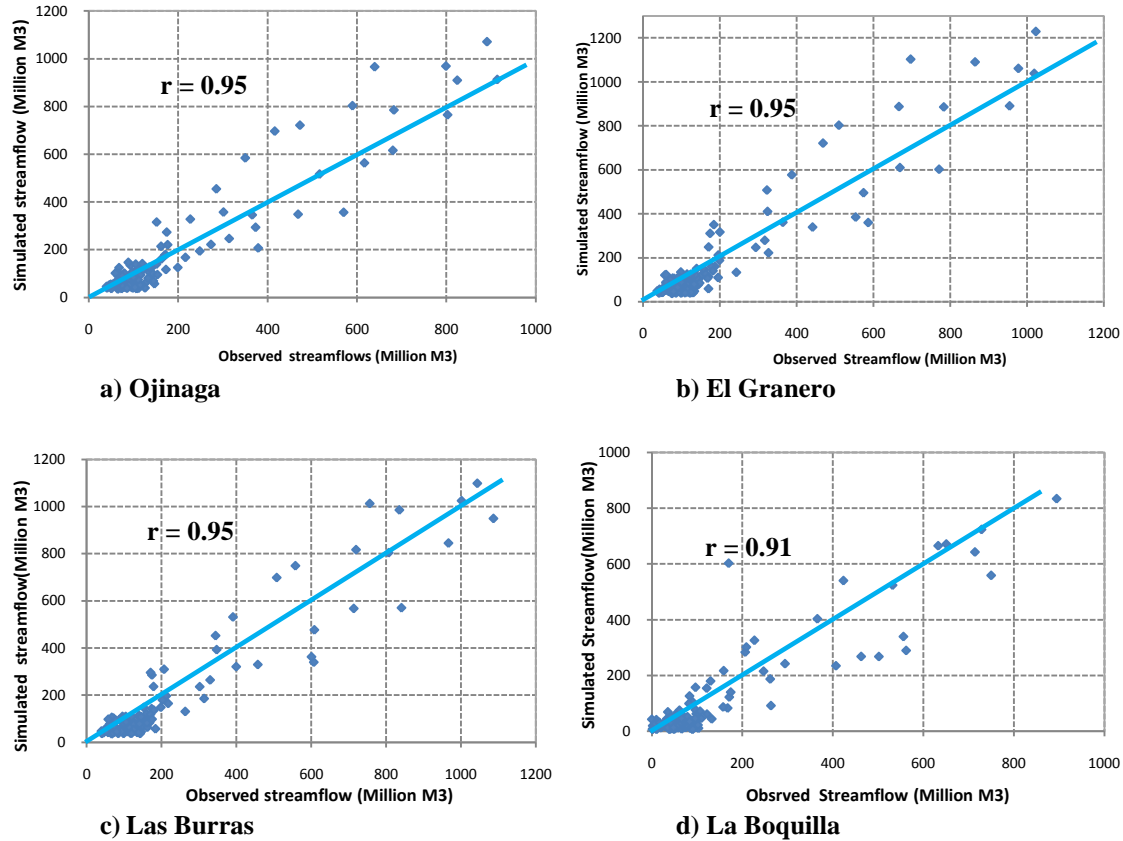 1200
1000
800
600
400
200
0
Simulated streamflow (Million M3)
r = 0.95
0 200 400 600 800 1000
Observed streamflows (Million M3)
a) Ojinaga
1200
1000
800
600
400
200
0
Simulated Streamflow (Million M3)
r = 0.95
0 200 400 600 800 1000 1200
Observed Streamflow (Million M3)
b) El Granero
1200
1000
800
600
400
200
0
Simulated streamflow(Million M3)
r = 0.95
0 200 400 600 800 1000 1200
Observed streamflow (Million M3)
c) Las Burras
1000
800
600
400
200
0
Simulated Streamflow(Million M3)
r = 0.91
0 200 400 600 800 1000
Obsrved Streamflow (Million M3)
d) La Boquilla